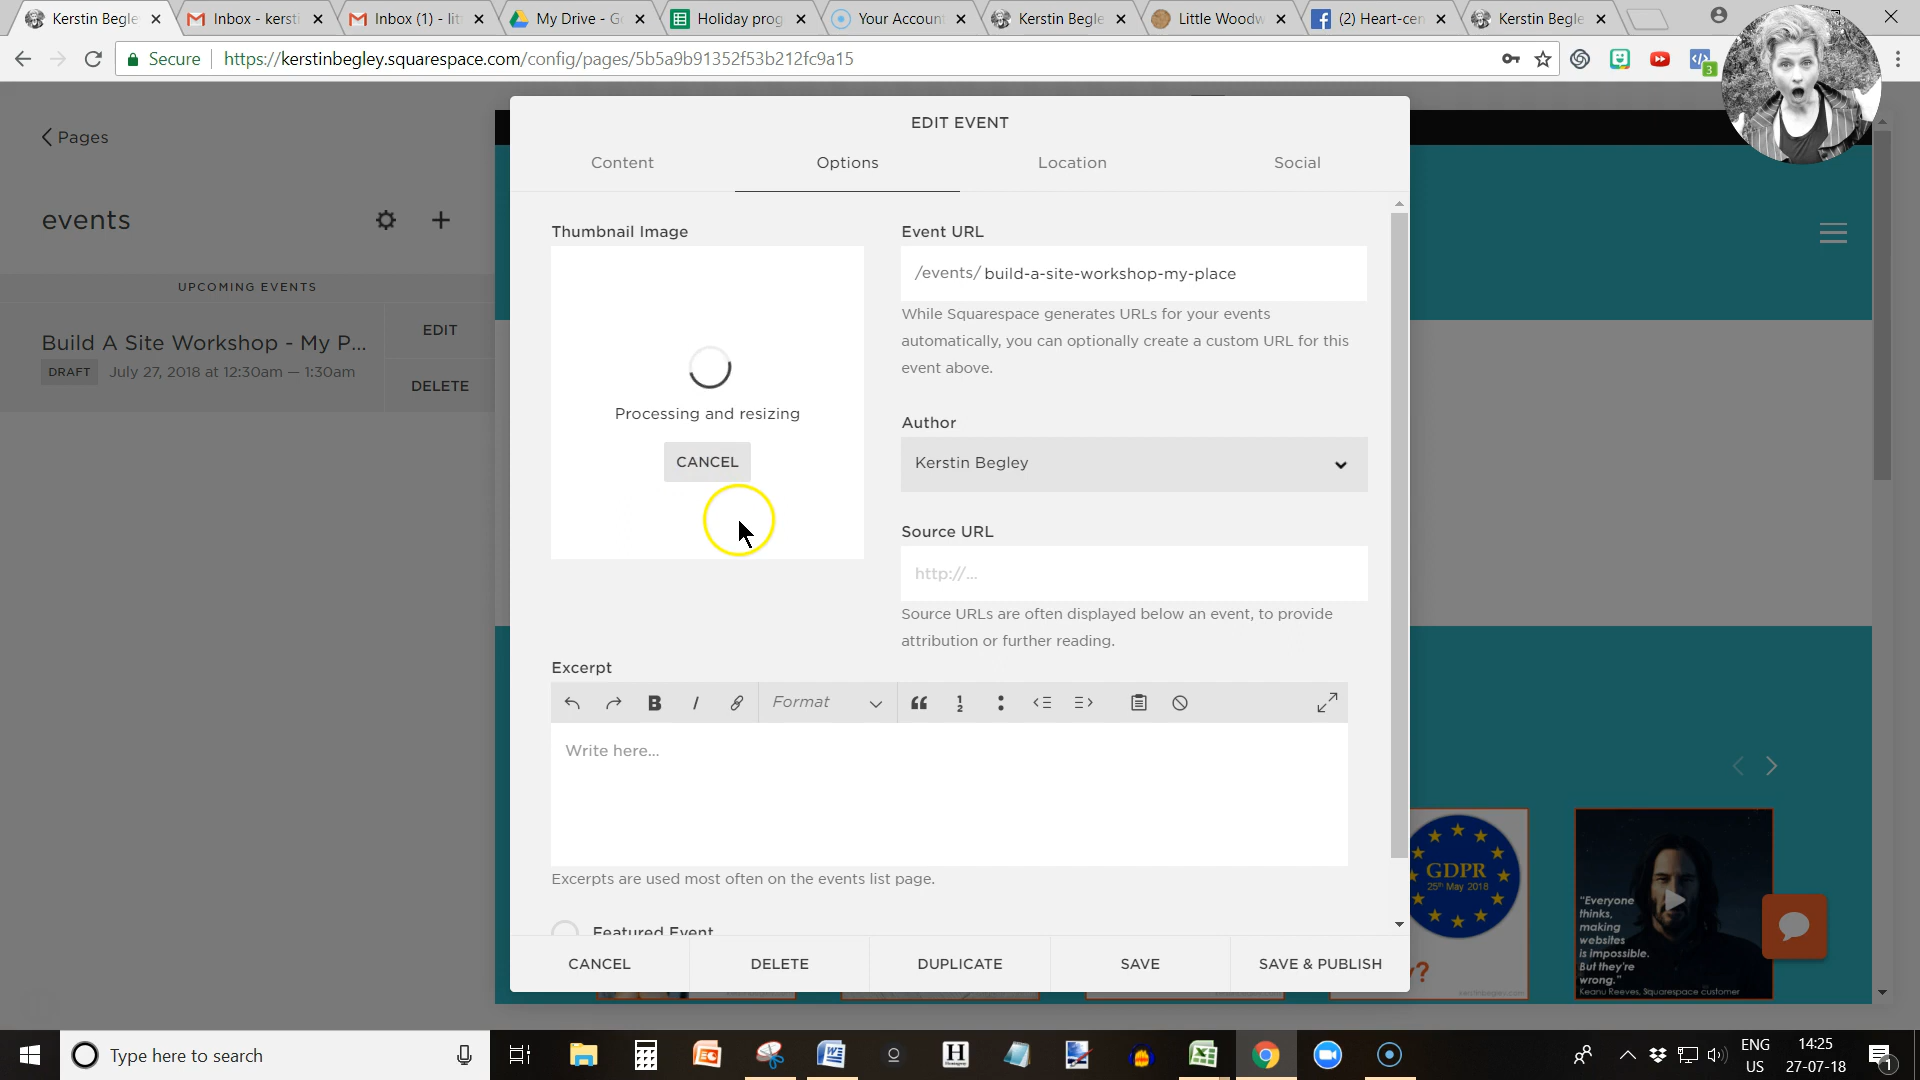 Kerstin Begle
Inbox - kersti
Inbox (1) - lit
My Drive - G
Holiday prog
Your Account
Kerstin Begle
Little Woodw
(2) Heart-cen
Kerstin Begle
Secure https://kerstinbegley.squarespace.com/config/pages/5b5a9b91352f53b212fc9a15
3
Pages
events
UPCOMING EVENTS
Build A Site Workshop - My P...
DRAFT July 27, 2018 at 12:30am — 1:30am
EDIT
DELETE
EDIT EVENT
Content Options Location Social
Thumbnail Image
Processing and resizing
CANCEL
Event URL
/events/ build-a-site-workshop-my-place
While Squarespace generates URLs for your events
automatically, you can optionally create a custom URL for this
event above.
Author
Kerstin Begley
Source URL
http://...
Source URLs are often displayed below an event, to provide
attribution or further reading.
Excerpt
Format
Write here...
Excerpts are used most often on the events list page.
Featured Event
CANCEL DELETE DUPLICATE SAVE SAVE & PUBLISH
GDPR
25th May 2018
?
"Everyone
thinks,
making
websites
is impossible.
But they're
wrong."
Keanu Reeves, Squarespace customer
Type here to search
ENG
US
14:25
27-07-18
1